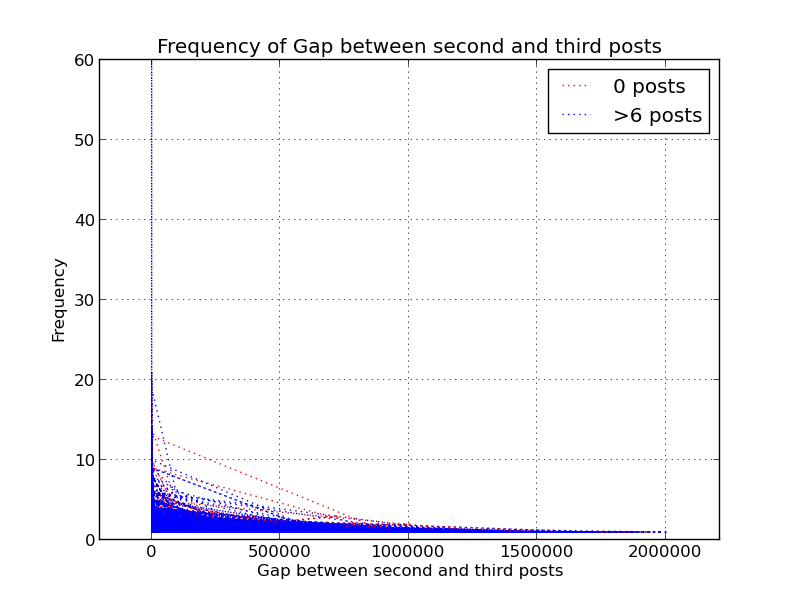 Frequency of Gap between second and third posts
60
0 posts
>6 posts
50
40
30
20
10
0
Frequency
0 500000 1000000 1500000 2000000
Gap between second and third posts